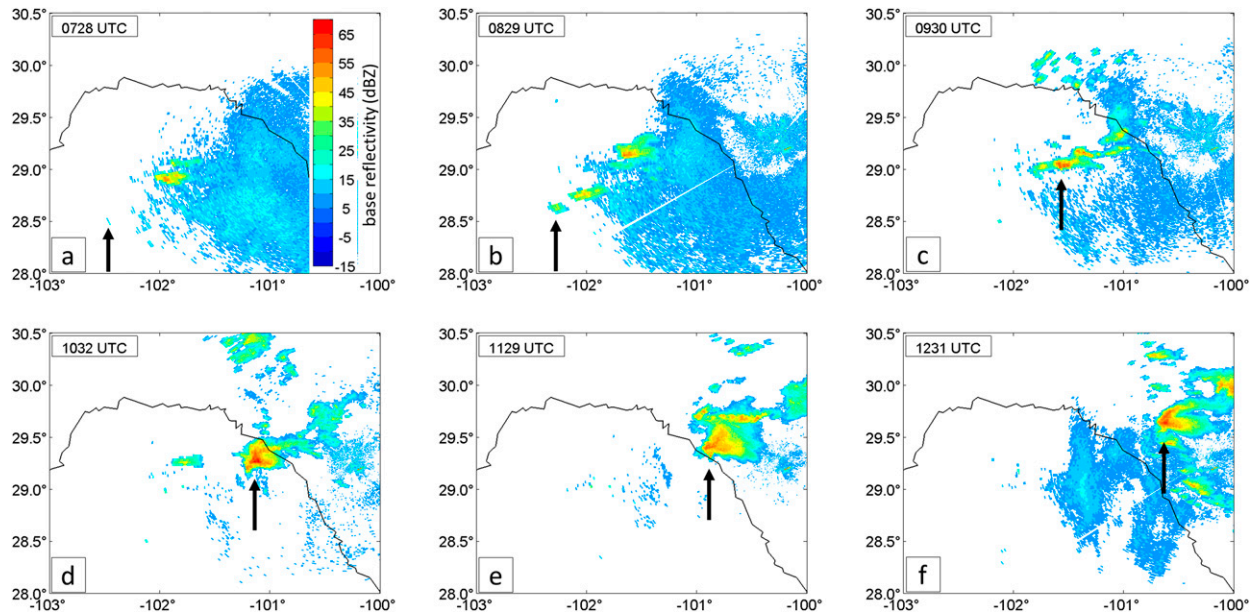 30.5°
30.0°
29.5°
29.0°
28.5°
28.0°
0728 UTC
a
65
55
45
35
25
15
5
-5
-15
base reflectivity (dBZ)
-103 -102 -101 -100°
30.5°
30.0°
29.5°
29.0°
28.5°
28.0°
0829 UTC
b
-103 -102 -101 -100°
30.5°
30.0°
29.5°
29.0°
28.5°
28.0°
0930 UTC
c
-103 -102 -101 -100°
30.5°
30.0°
29.5°
29.0°
28.5°
28.0°
1032 UTC
d
-103 -102 -101 -100°
30.5°
30.0°
29.5°
29.0°
28.5°
28.0°
1129 UTC
e
-103 -102 -101 -100°
30.5°
30.0°
29.5°
29.0°
28.5°
28.0°
1231 UTC
f
-103 -102 -101 -100°